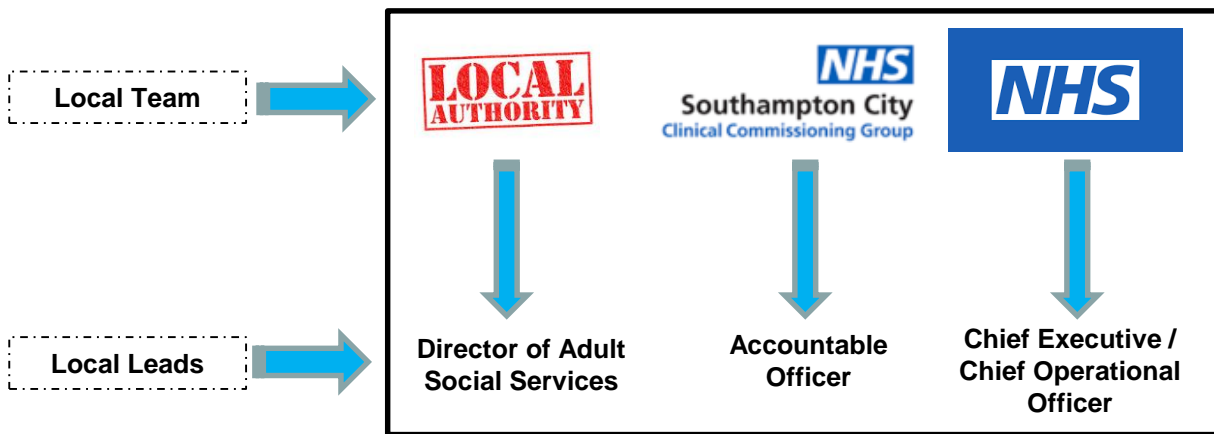 Local Team
LOCAL
AUTHORITY
NHS
Southampton City
Clinical Commissioning Group
NHS
Local Leads
Director of Adult
Social Services
Accountable
Officer
Chief Executive /
Chief Operational
Officer